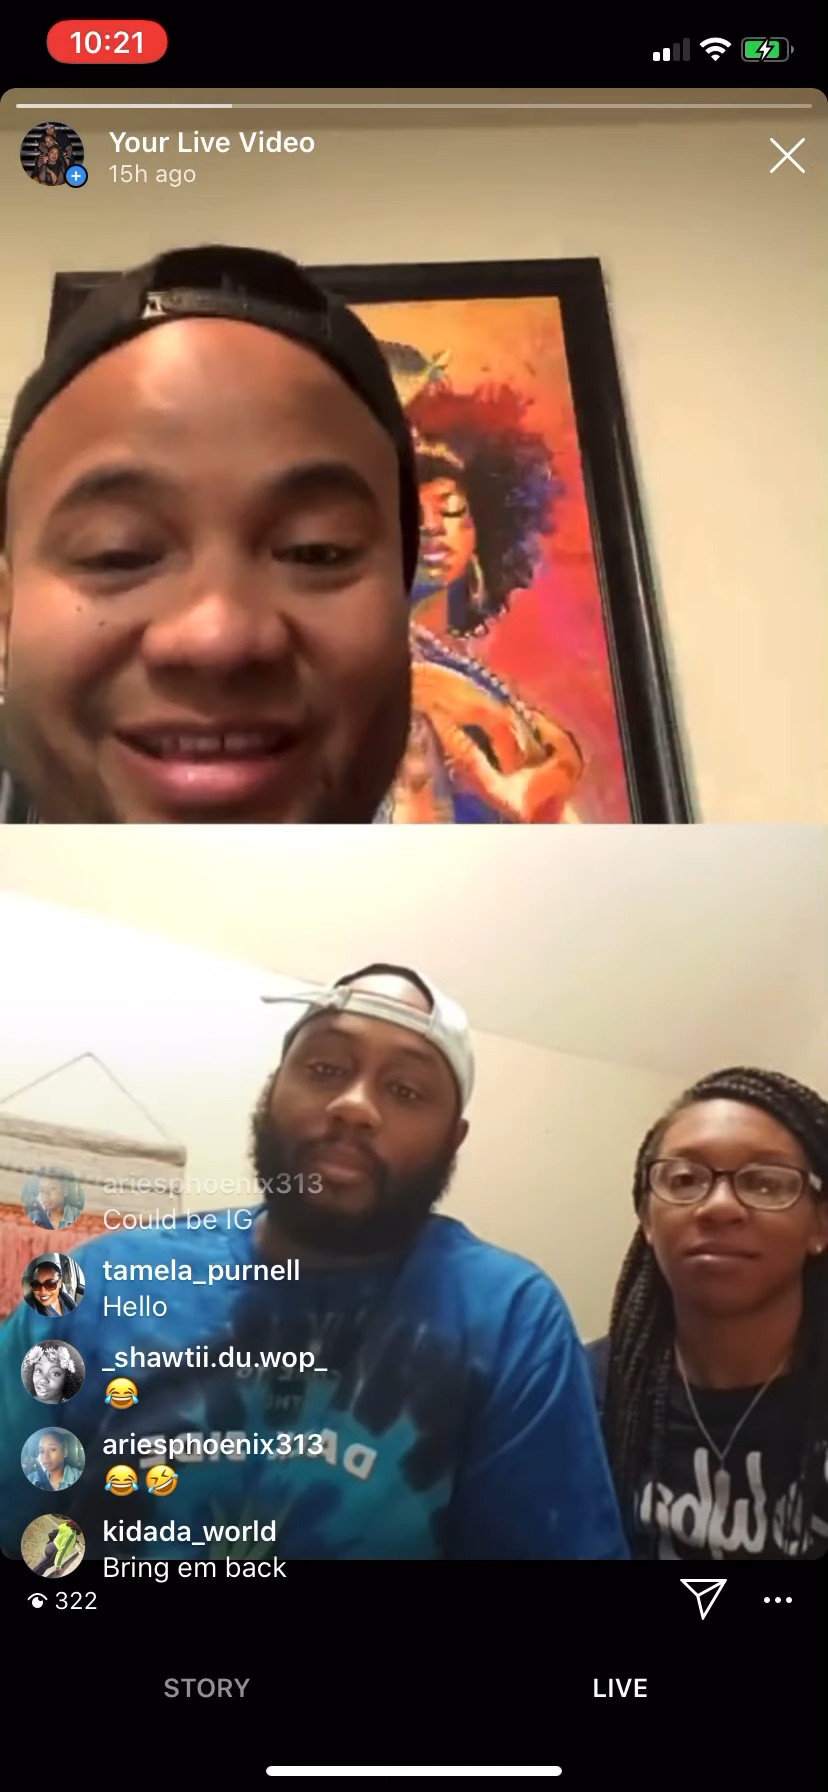 10:21
Your Live Video
15h ago
ariesphoenix313
Could be IG
tamela_purnell
Hello
_shawtii.du.wop_
😂
ariesphoenix313
😂🤣
kidada_world
Bring em back
322
STORY
LIVE